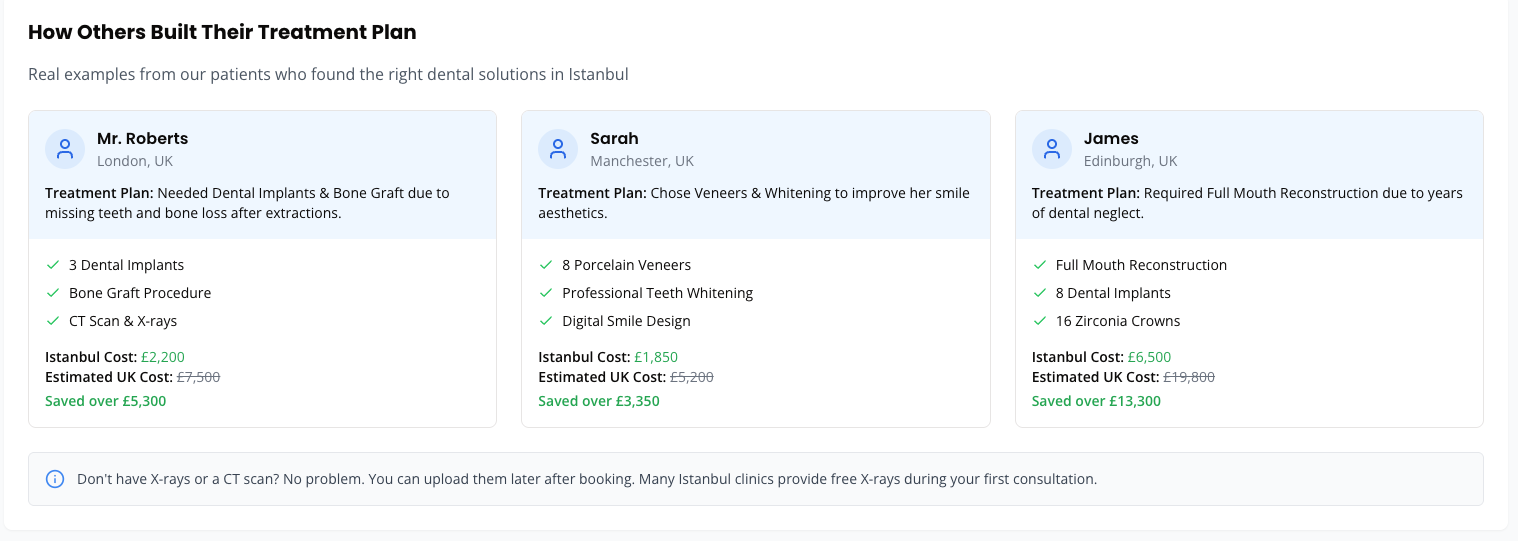 How Others Built Their Treatment Plan
Real examples from our patients who found the right dental solutions in Istanbul
Mr. Roberts
London, UK
Treatment Plan: Needed Dental Implants & Bone Graft due to
missing teeth and bone loss after extractions.
3 Dental Implants
Bone Graft Procedure
CT Scan & X-rays
Istanbul Cost: £2,200
Estimated UK Cost: £7,500
Saved over £5,300
Sarah
Manchester, UK
Treatment Plan: Chose Veneers & Whitening to improve her smile
aesthetics.
8 Porcelain Veneers
Professional Teeth Whitening
Digital Smile Design
Istanbul Cost: £1,850
Estimated UK Cost: £5,200
Saved over £3,350
James
Edinburgh, UK
Treatment Plan: Required Full Mouth Reconstruction due to years
of dental neglect.
Full Mouth Reconstruction
8 Dental Implants
16 Zirconia Crowns
Istanbul Cost: £6,500
Estimated UK Cost: £19,800
Saved over £13,300
Don't have X-rays or a CT scan? No problem. You can upload them later after booking. Many Istanbul clinics provide free X-rays during your first consultation.